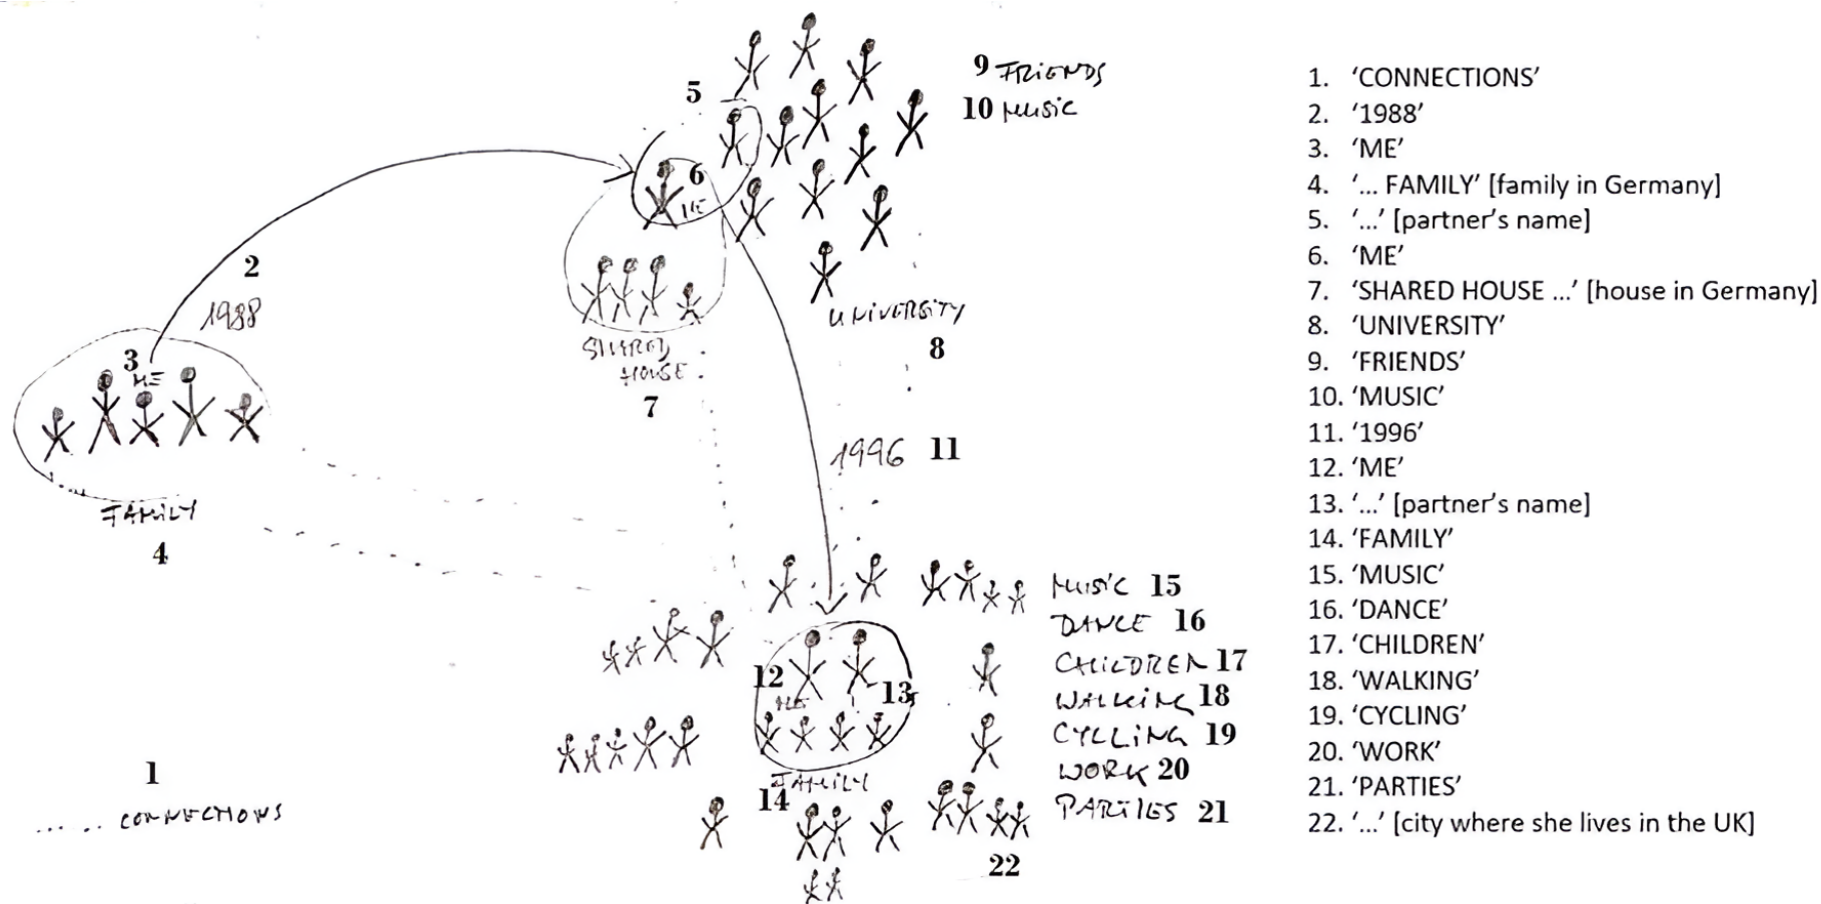 9 FRiENDS
10 MUSiC
5
6
ME
2
1988
3
ME
UNIVERSiTY
8
SHARED
HOUSE
7
1996 11
FAMILY
4
MUSiC 15
DANCE 16
CHiLDREN 17
WALKiNG 18
CYCLiNG 19
WORK 20
PARTiES 21
12
ME
13
FAMiLY
14
22
1
...... CONNECTIONS
1. ‘CONNECTIONS’
2. ‘1988’
3. ‘ME’
4. ‘... FAMILY’ [family in Germany]
5. ‘...’ [partner's name]
6. ‘ME’
7. ‘SHARED HOUSE ...’ [house in Germany]
8. ‘UNIVERSITY’
9. ‘FRIENDS’
10. ‘MUSIC’
11. ‘1996’
12. ‘ME’
13. ‘...’ [partner's name]
14. ‘FAMILY’
15. ‘MUSIC’
16. ‘DANCE’
17. ‘CHILDREN’
18. ‘WALKING’
19. ‘CYCLING’
20. ‘WORK’
21. ‘PARTIES’
22. ‘...’ [city where she lives in the UK]